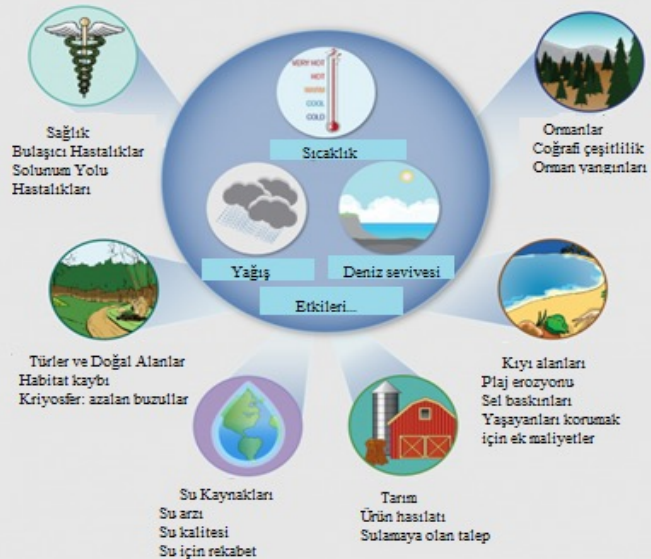 VERY HOT
HOT
WARM
COOL
COLD
Sıcaklık
Yağış
Deniz sevivesi
Etkileri...
Sağlık
Bulaşıcı Hastalıklar
Solunum Yolu
Hastalıkları
Ormanlar
Coğrafi çeşitlilik
Orman yangınları
Türler ve Doğal Alanlar
Habitat kaybı
Kriyosfer: azalan buzullar
Kıyı alanları
Plaj erozyonu
Sel baskınları
Yaşayanları korumak
için ek maliyetler
Su Kaynakları
Su arzı
Su kalitesi
Su için rekabet
Tarım
Ürün hasılatı
Sulamaya olan talep